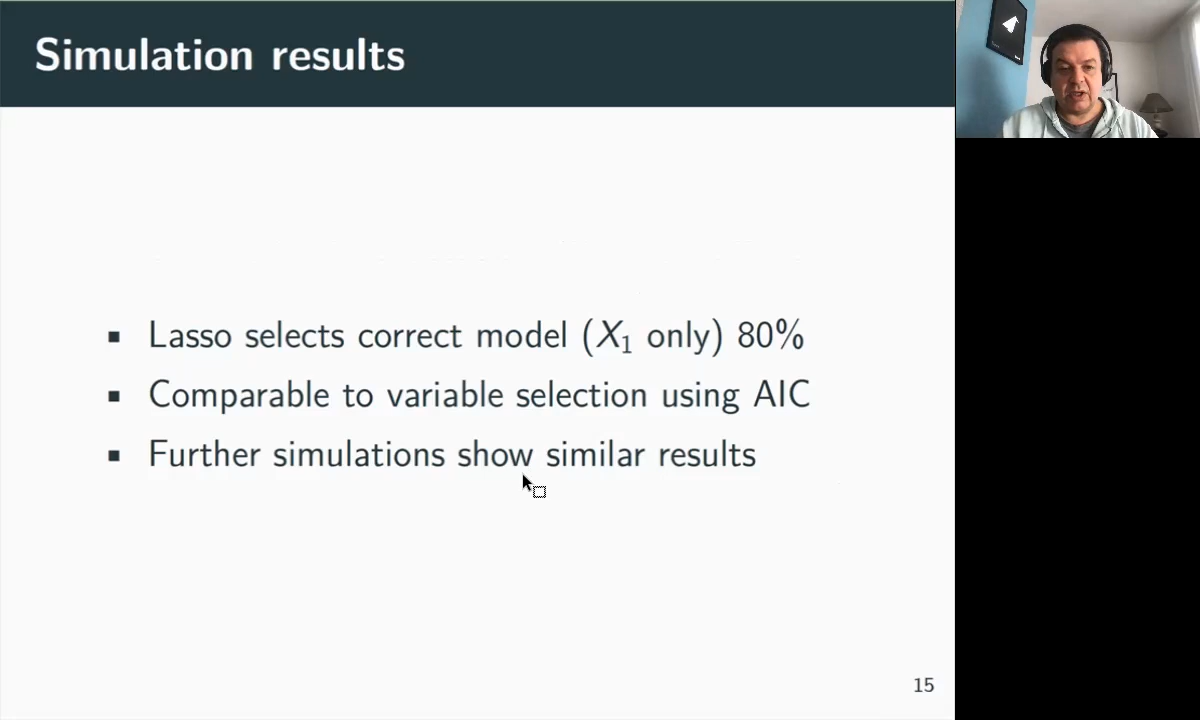 Simulation results
▪ Lasso selects correct model (X₁ only) 80%
▪ Comparable to variable selection using AIC
▪ Further simulations show similar results
15